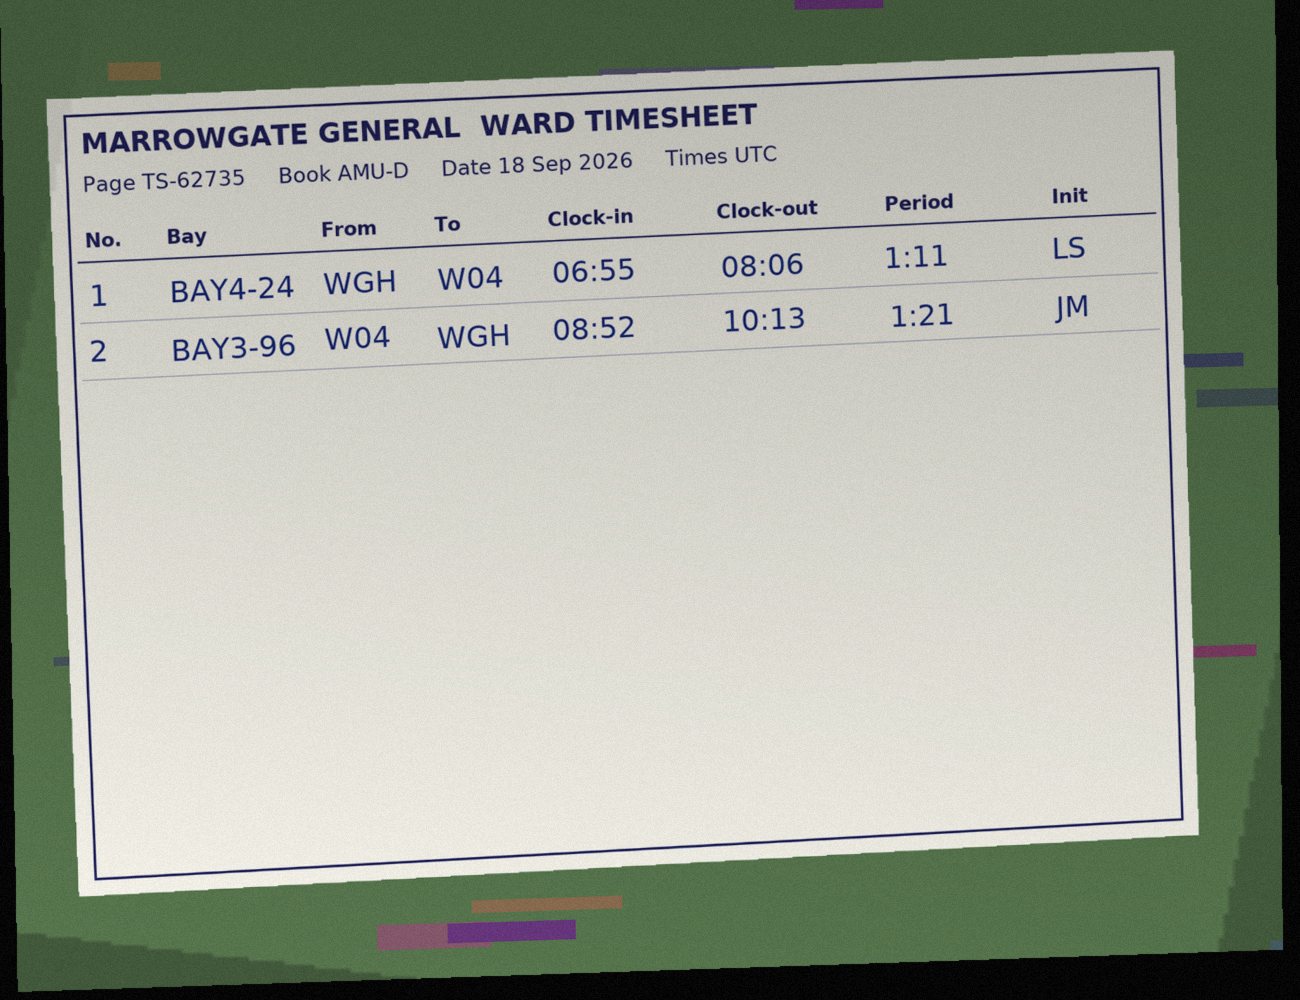 MARROWGATE GENERAL WARD TIMESHEET
Page TS-62735 Book AMU-D Date 18 Sep 2026 Times UTC
No. Bay From To Clock-in Clock-out Period Init
1 BAY4-24 WGH W04 06:55 08:06 1:11 LS
2 BAY3-96 W04 WGH 08:52 10:13 1:21 JM